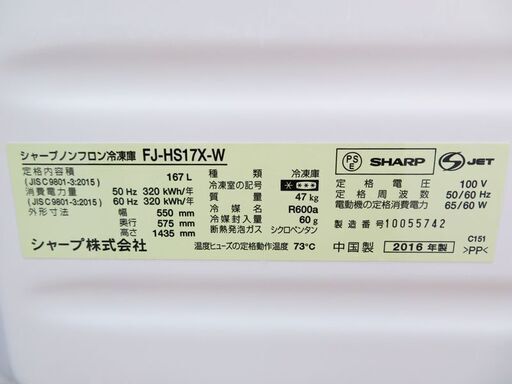 シャープノンフロン冷凍庫 FJ-HS17X-W
定格内容積 167 L
(JIS C 9801-3:2015)
消費電力量 50 Hz 320 kWh/年
(JIS C 9801-3:2015) 60 Hz 320 kWh/年
外形寸法 幅 550 mm
奥行 575 mm
高さ 1435 mm
シャープ株式会社
種類 冷凍庫
冷凍室の記号 * ***
質量 47 kg
冷媒名 R600a
冷媒封入量 60 g
断熱発泡ガス シクロペンタン
温度ヒューズの定格動作温度 73℃
PS E SHARP S JET
定格電圧 100 V
定格周波数 50/60 Hz
電動機の定格消費電力 65/60 W
製造番号 10055742
中国製 2016 年製 C151
>PP<